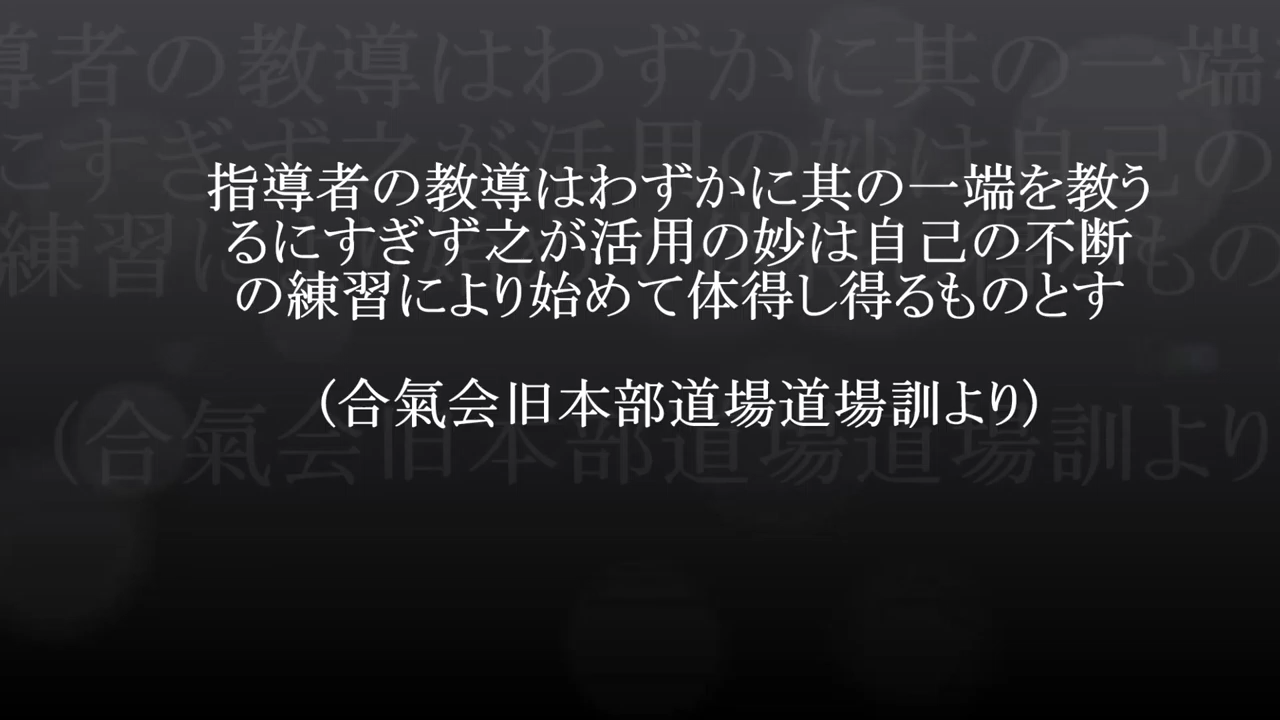 指導者の教導はわずかに其の一端を教う
るにすぎず之が活用の妙は自己の不断
の練習により始めて体得し得るものとす
(合氣会旧本部道場道場訓より)